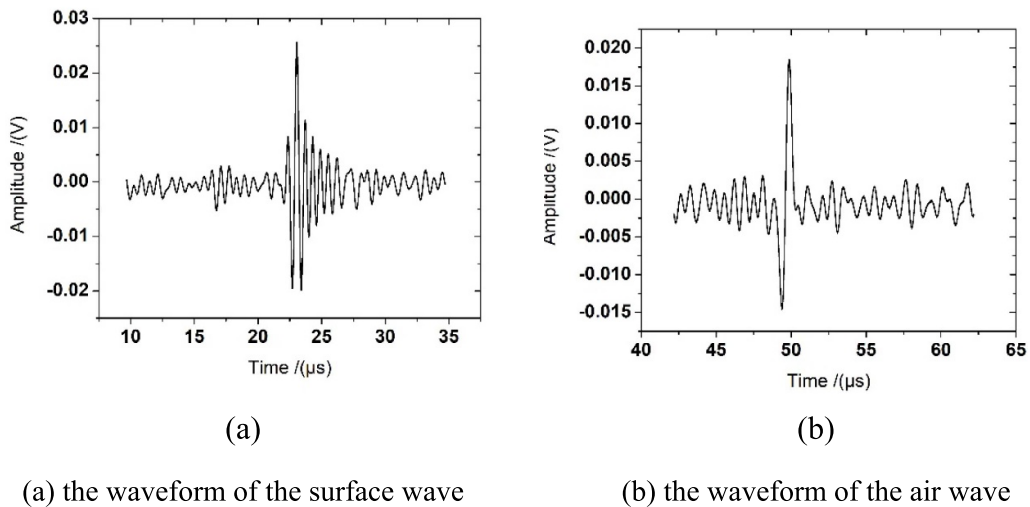 0.03
0.02
0.01
0.00
-0.01
-0.02
Amplitude /(V)
10 15 20 25 30 35
Time /(μs)
0.020
0.015
0.010
0.005
0.000
-0.005
-0.010
-0.015
Amplitude /(V)
40 45 50 55 60 65
Time /(μs)
(a)
(b)
(a) the waveform of the surface wave
(b) the waveform of the air wave